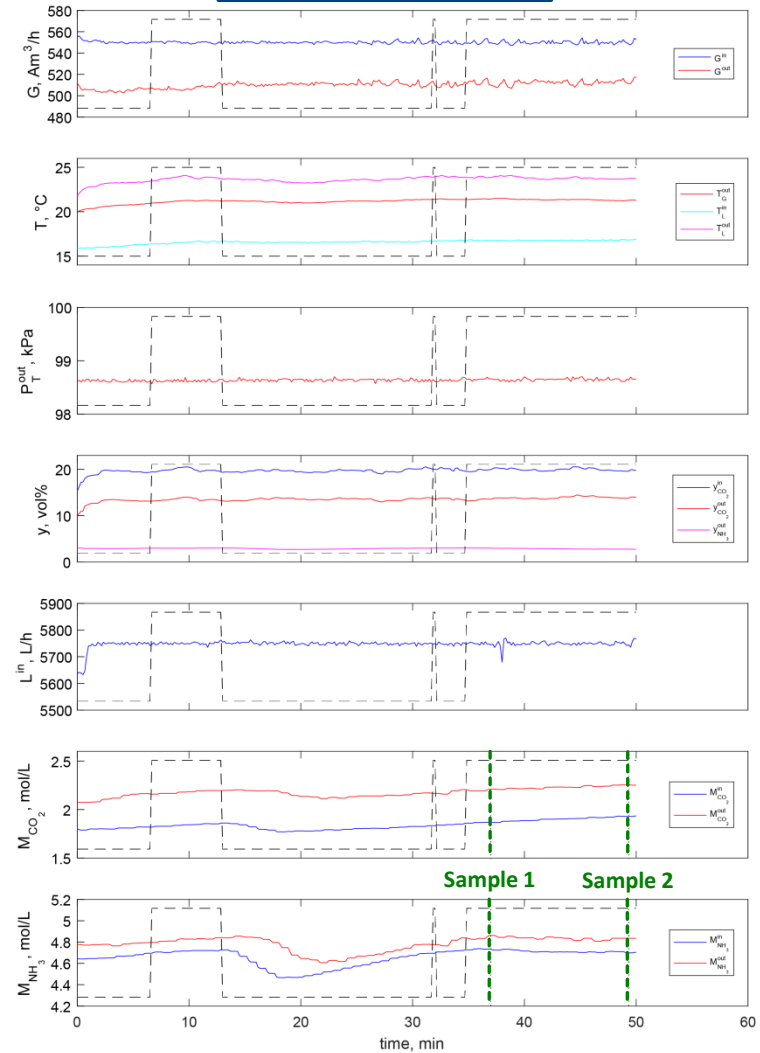 580
560
540
520
500
480
G, Am³/h
Gⁱⁿ
Gᵒᵘᵗ
25
20
15
T, °C
T_G^out
T_L^in
T_L^out
100
99
98
P_T^out, kPa
20
10
0
y, vol%
y_CO₂^in
y_CO₂^out
y_NH₃^out
5900
5800
5700
5600
5500
Lⁱⁿ, L/h
2.5
2
1.5
M_CO₂, mol/L
M_CO₂^in
M_CO₂^out
Sample 1 Sample 2
5.2
5
4.8
4.6
4.4
4.2
M_NH₃, mol/L
M_NH₃^in
M_NH₃^out
0 10 20 30 40 50 60
time, min